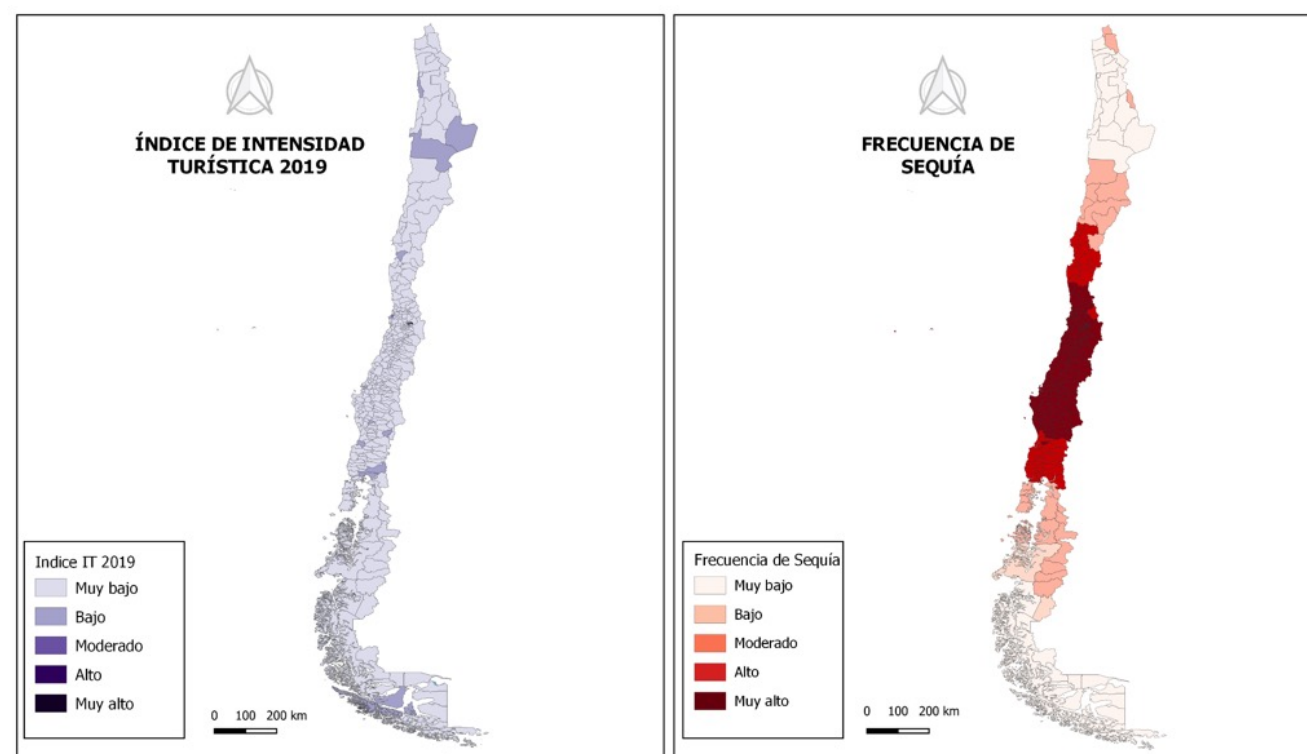 ÍNDICE DE INTENSIDAD
TURÍSTICA 2019
Indice IT 2019
Muy bajo
Bajo
Moderado
Alto
Muy alto
0 100 200 km
FRECUENCIA DE
SEQUÍA
Frecuencia de Sequía
Muy bajo
Bajo
Moderado
Alto
Muy alto
0 100 200 km